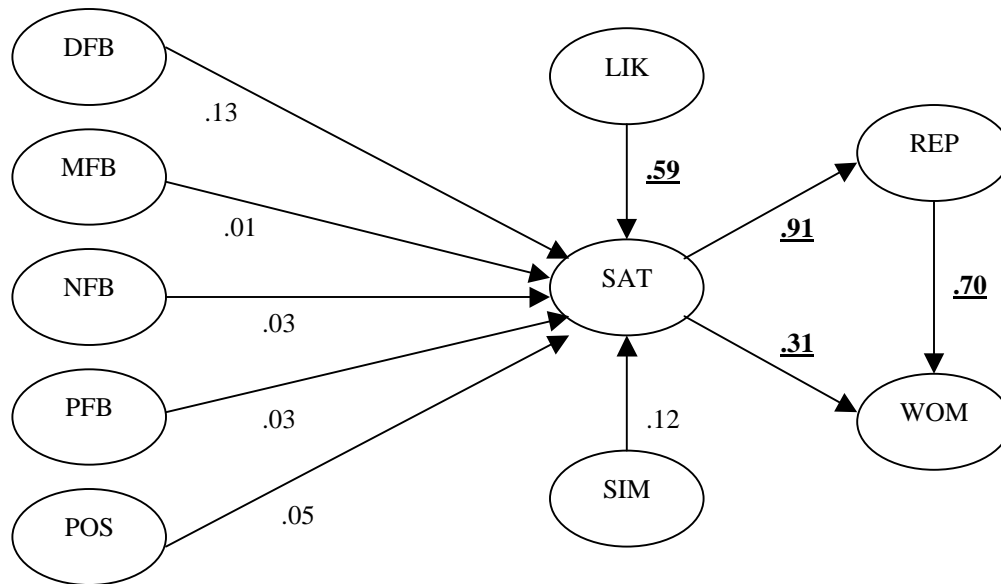 DFB
LIK
.13
REP
MFB
.59
.01
.91
SAT
NFB
.70
.03
.31
PFB
.03
.12
WOM
SIM
POS
.05